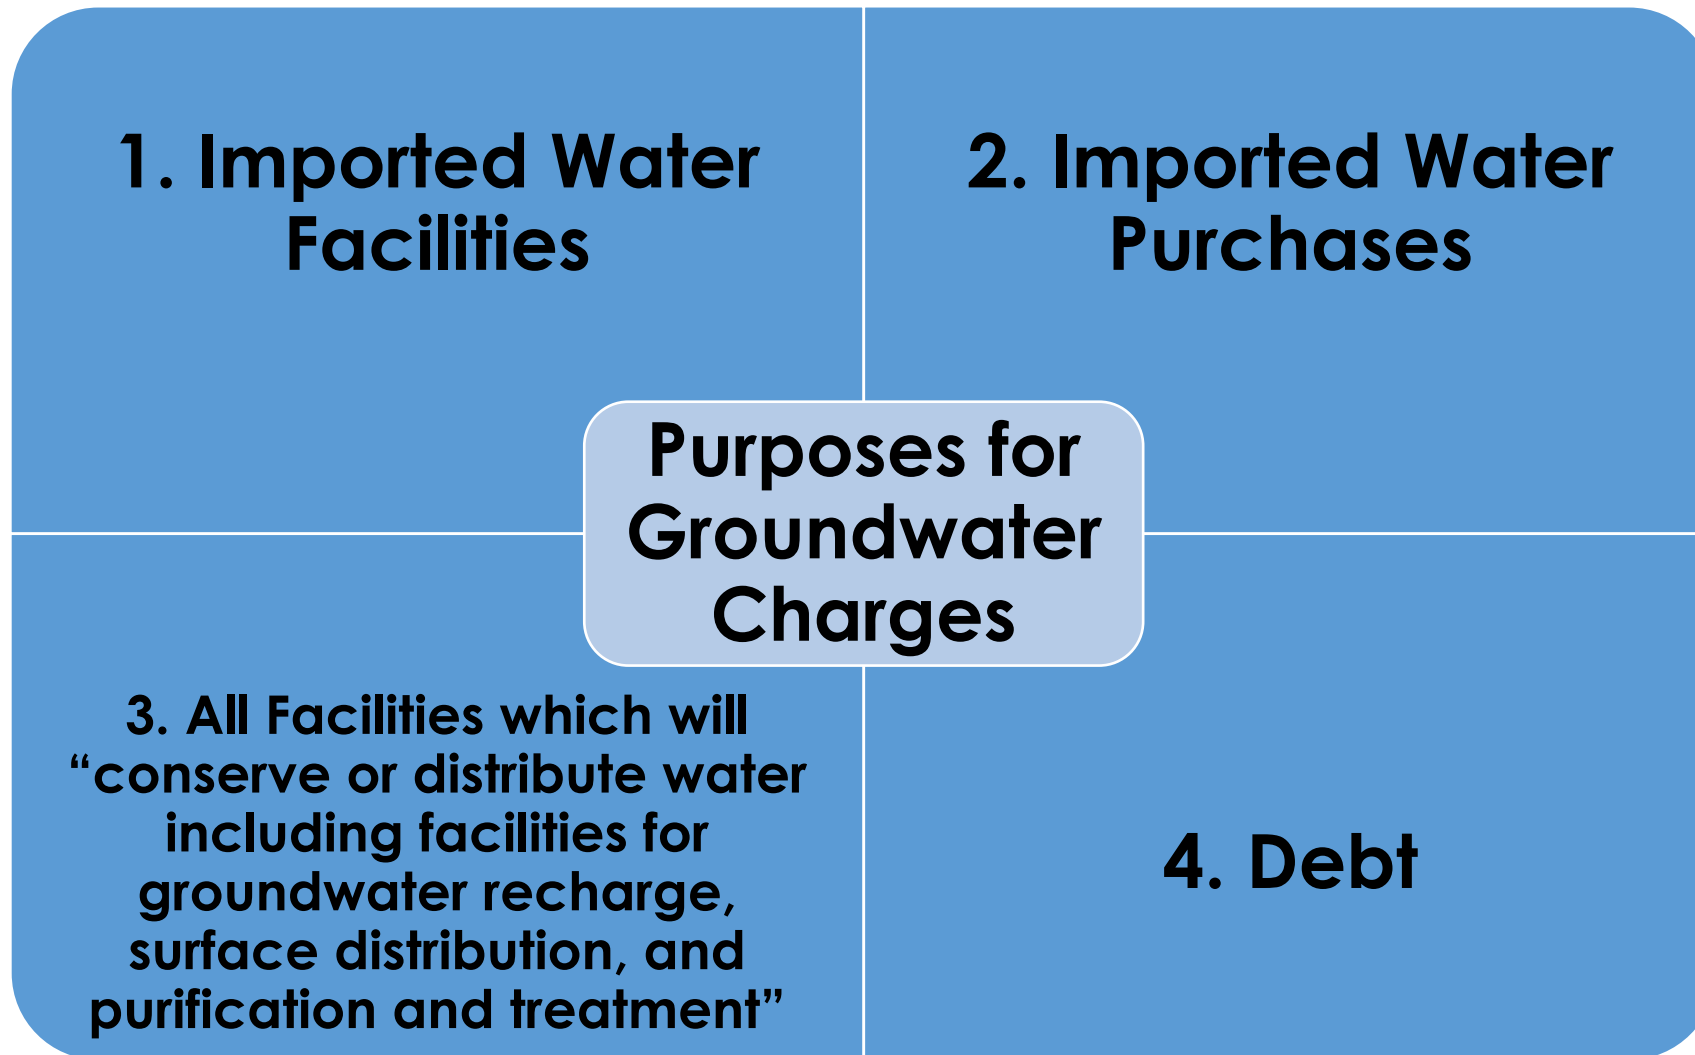 1. Imported Water
Facilities
2. Imported Water
Purchases
Purposes for
Groundwater
Charges
3. All Facilities which will
“conserve or distribute water
including facilities for
groundwater recharge,
surface distribution, and
purification and treatment”
4. Debt